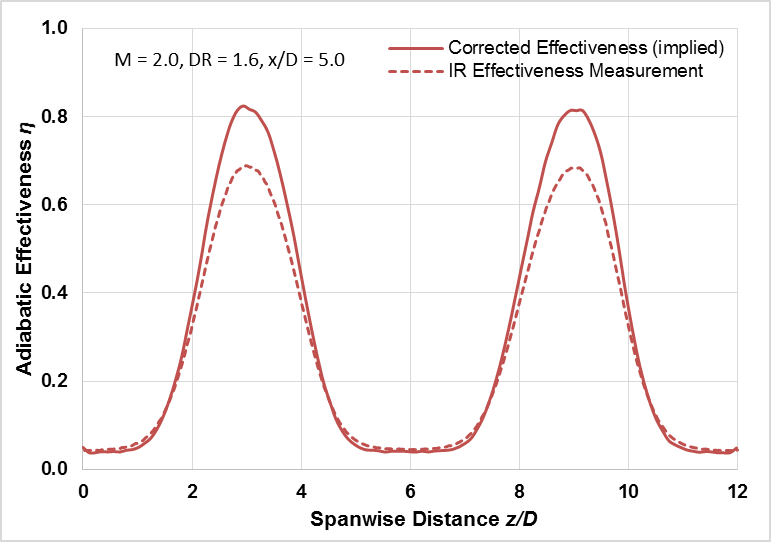 1.0
0.8
0.6
0.4
0.2
0.0
Adiabatic Effectiveness η
M = 2.0, DR = 1.6, x/D = 5.0
Corrected Effectiveness (implied)
IR Effectiveness Measurement
0 2 4 6 8 10 12
Spanwise Distance z/D